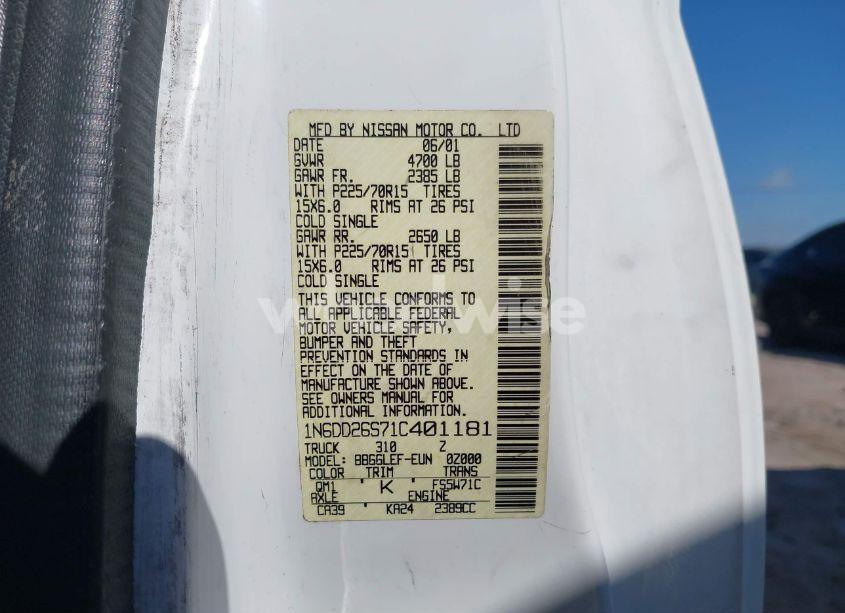 MFD BY NISSAN MOTOR CO. LTD
DATE 06/01
GVWR 4700 LB
GAWR FR. 2385 LB
WITH P225/70R15 TIRES
15X6.0 RIMS AT 26 PSI
COLD SINGLE
GAWR RR. 2650 LB
WITH P225/70R15 TIRES
15X6.0 RIMS AT 26 PSI
COLD SINGLE
THIS VEHICLE CONFORMS TO
ALL APPLICABLE FEDERAL
MOTOR VEHICLE SAFETY,
BUMPER AND THEFT
PREVENTION STANDARDS IN
EFFECT ON THE DATE OF
MANUFACTURE SHOWN ABOVE.
SEE OWNERS MANUAL FOR
ADDITIONAL INFORMATION
1N6DD26S71C401181
TRUCK 310 Z
MODEL: BBGALEF-EUN 0Z000
COLOR TRIM TRANS
QM1 K FS5W71C
AXLE ENGINE
CA39 KA24 2389CC